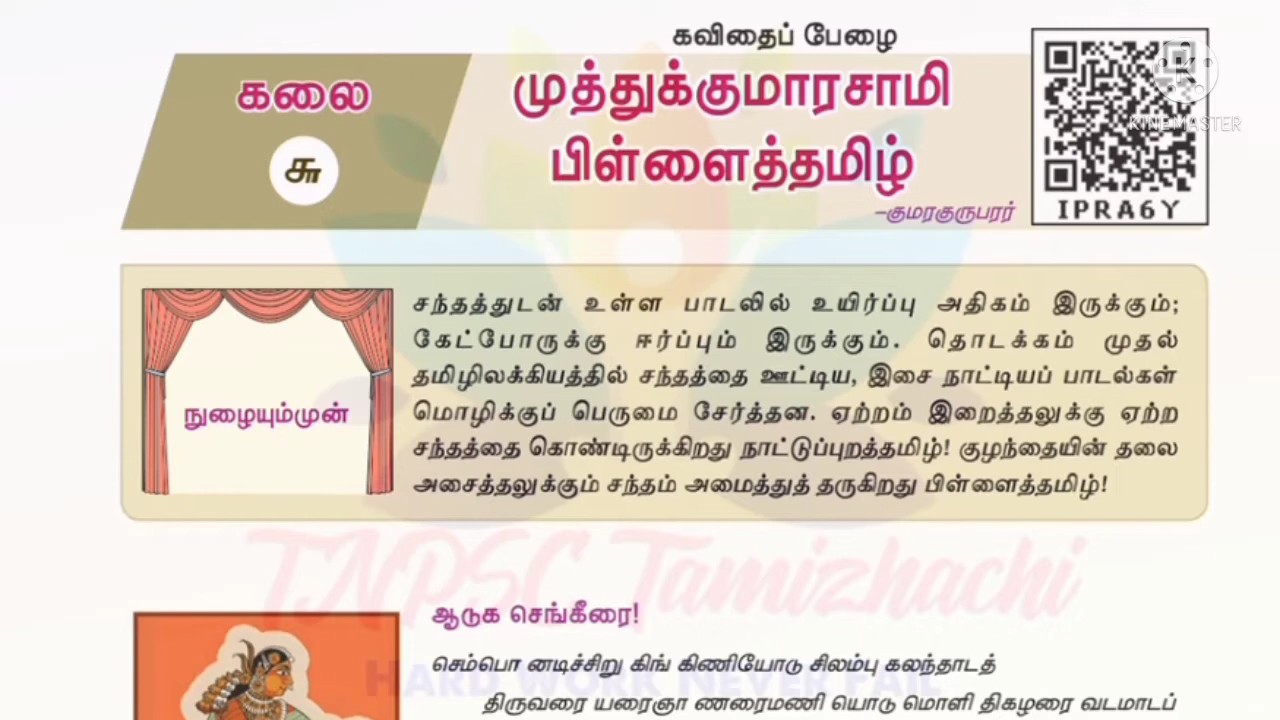 கவிதைப் பேழை
கலை
முத்துக்குமாரசாமி
பிள்ளைத்தமிழ்
௬
–குமரகுருபரர்
KINEMASTER
IPRA6Y
சந்தத்துடன் உள்ள பாடலில் உயிர்ப்பு அதிகம் இருக்கும்;
கேட்போருக்கு ஈர்ப்பும் இருக்கும். தொடக்கம் முதல்
தமிழிலக்கியத்தில் சந்தத்தை ஊட்டிய, இசை நாட்டியப் பாடல்கள்
நுழையும்முன்
மொழிக்குப் பெருமை சேர்த்தன. ஏற்றம் இறைத்தலுக்கு ஏற்ற
சந்தத்தை கொண்டிருக்கிறது நாட்டுப்புறத்தமிழ்! குழந்தையின் தலை
அசைத்தலுக்கும் சந்தம் அமைத்துத் தருகிறது பிள்ளைத்தமிழ்!
TNPSC Tamizhachi
ஆடுக செங்கீரை!
செம்பொ னடிச்சிறு கிங் கிணியோடு சிலம்பு கலந்தாடத்
HARD WORK NEVER FAIL
திருவரை யரைஞா ணரைமணி யொடு மொளி திகழரை வடமாடப்